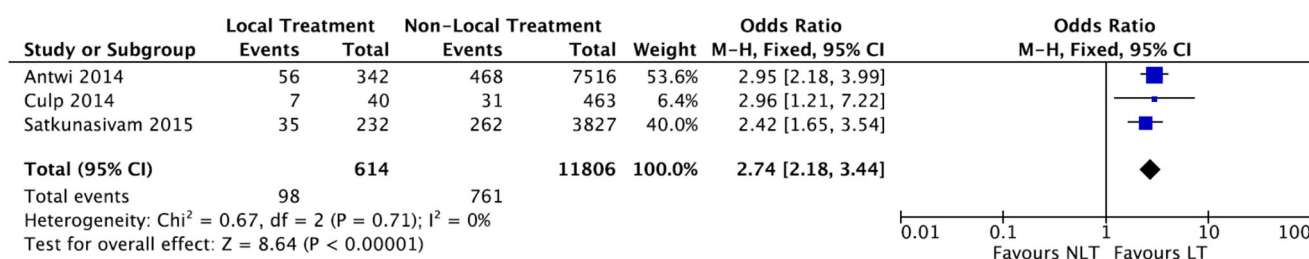 Local Treatment Non-Local Treatment Odds Ratio Odds Ratio
Study or Subgroup Events Total Events Total Weight M-H, Fixed, 95% CI M-H, Fixed, 95% CI
Antwi 2014 56 342 468 7516 53.6% 2.95 [2.18, 3.99]
Culp 2014 7 40 31 463 6.4% 2.96 [1.21, 7.22]
Satkunasivam 2015 35 232 262 3827 40.0% 2.42 [1.65, 3.54]
Total (95% CI) 614 11806 100.0% 2.74 [2.18, 3.44]
Total events 98 761
Heterogeneity: Chi² = 0.67, df = 2 (P = 0.71); I² = 0%
Test for overall effect: Z = 8.64 (P < 0.00001)
0.01 0.1 1 10 100
Favours NLT Favours LT